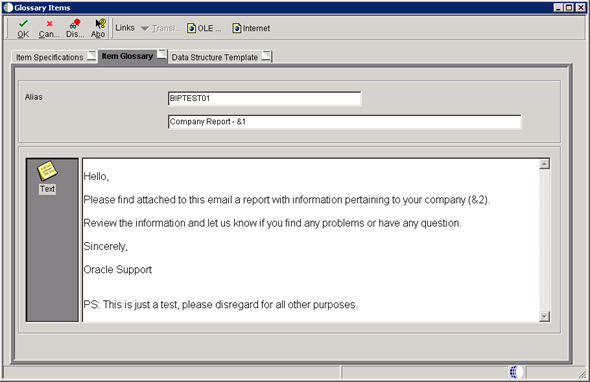 Glossary Items
OK Can... Dis... Abo Links Transl... OLE ... Internet
Item Specifications Item Glossary Data Structure Template
Alias BIPTEST01
Company Report - &1
Text
Hello,
Please find attached to this email a report with information pertaining to your company (&2).
Review the information and let us know if you find any problems or have any question.
Sincerely,
Oracle Support
PS: This is just a test, please disregard for all other purposes.